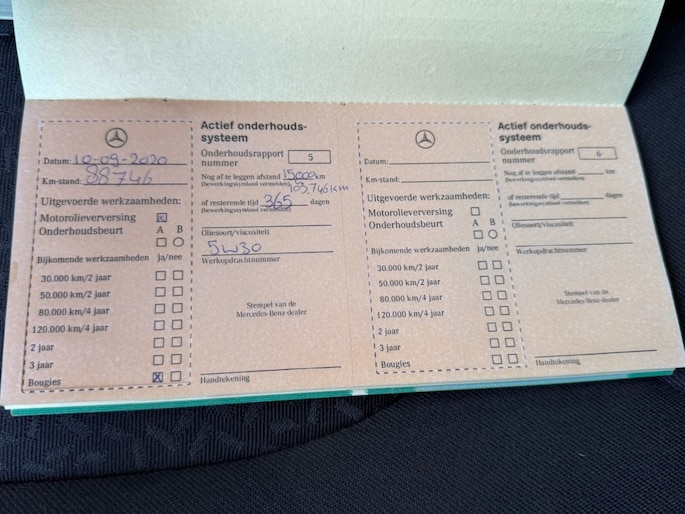 Datum: 10-09-2020
Km-stand: 88746
Uitgevoerde werkzaamheden:
Motorolieverversing
Onderhoudsbeurt A B
Bijkomende werkzaamheden ja/nee
30.000 km/2 jaar
50.000 km/2 jaar
80.000 km/4 jaar
120.000 km/4 jaar
2 jaar
3 jaar
Bougies
Actief onderhouds-
systeem
Onderhoudsrapport
nummer 5
Nog af te leggen afstand 15000 km
(bewerkingssymbool vermelden) 103.746 km
of resterende tijd 365 dagen
(bewerkingssymbool vermelden)
Oliesoort/viscositeit
5W30
Werkopdrachtnummer
Stempel van de
Mercedes-Benz-dealer
Handtekening
Datum:
Km-stand:
Uitgevoerde werkzaamheden:
Motorolieverversing
Onderhoudsbeurt A B
Bijkomende werkzaamheden ja/nee
30.000 km/2 jaar
50.000 km/2 jaar
80.000 km/4 jaar
120.000 km/4 jaar
2 jaar
3 jaar
Bougies
Actief onderhouds-
systeem
Onderhoudsrapport
nummer 6
Nog af te leggen afstand km
(bewerkingssymbool vermelden)
of resterende tijd dagen
(bewerkingssymbool vermelden)
Oliesoort/viscositeit
Werkopdrachtnummer
Stempel van de
Mercedes-Benz-dealer
Handtekening